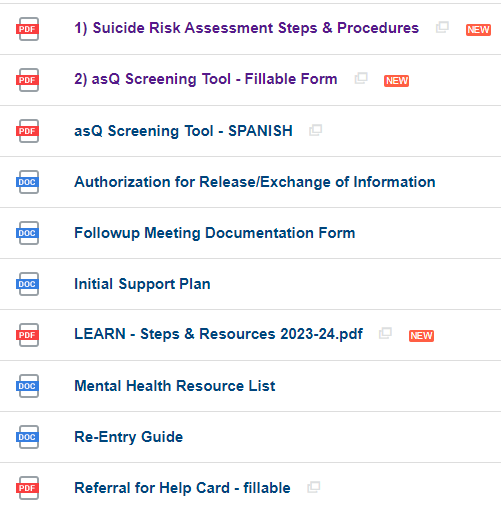 PDF 1) Suicide Risk Assessment Steps & Procedures NEW
PDF 2) asQ Screening Tool - Fillable Form NEW
PDF asQ Screening Tool - SPANISH
DOC Authorization for Release/Exchange of Information
DOC Followup Meeting Documentation Form
DOC Initial Support Plan
PDF LEARN - Steps & Resources 2023-24.pdf NEW
DOC Mental Health Resource List
DOC Re-Entry Guide
PDF Referral for Help Card - fillable